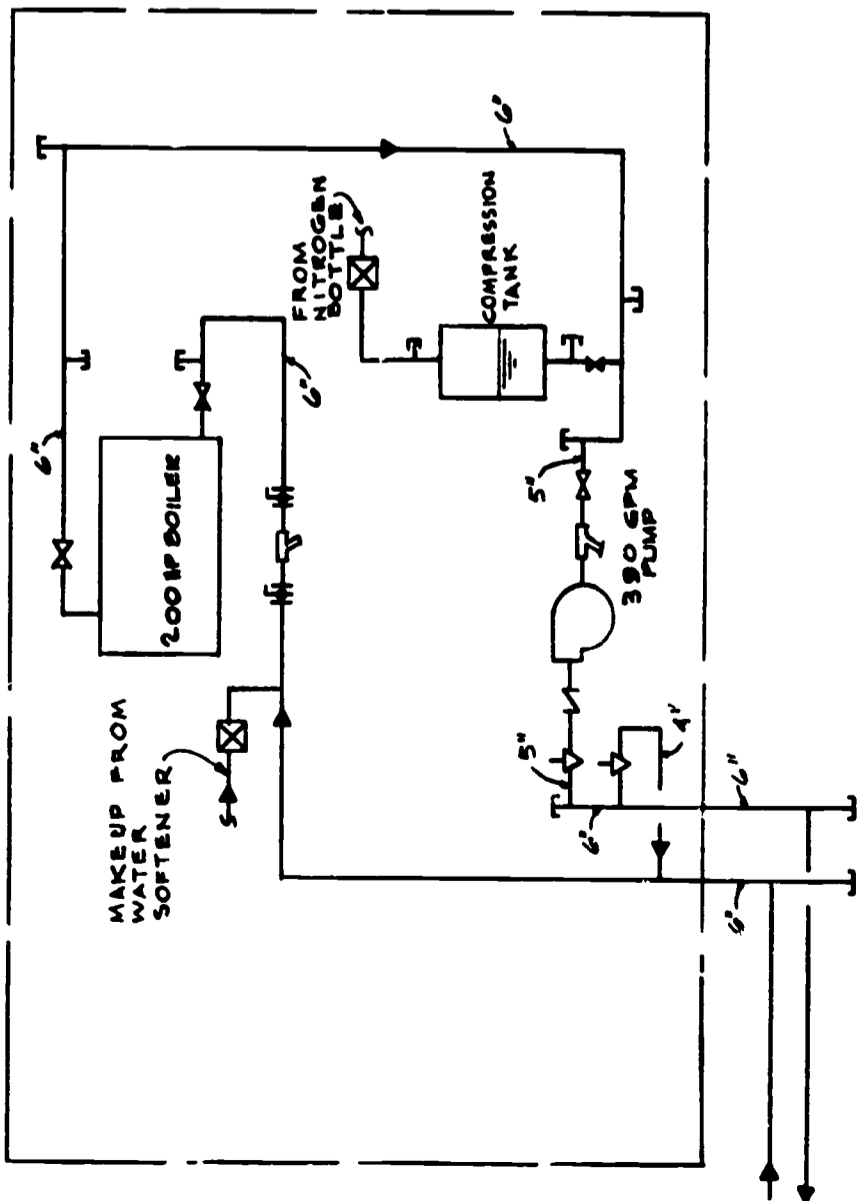 6"
6"
200 HP BOILER
6"
FROM
NITROGEN
BOTTLE
COMPRESSION
TANK
MAKEUP FROM
WATER
SOFTENER
5"
390 GPM
PUMP
5"
4"
6"
6"
6"